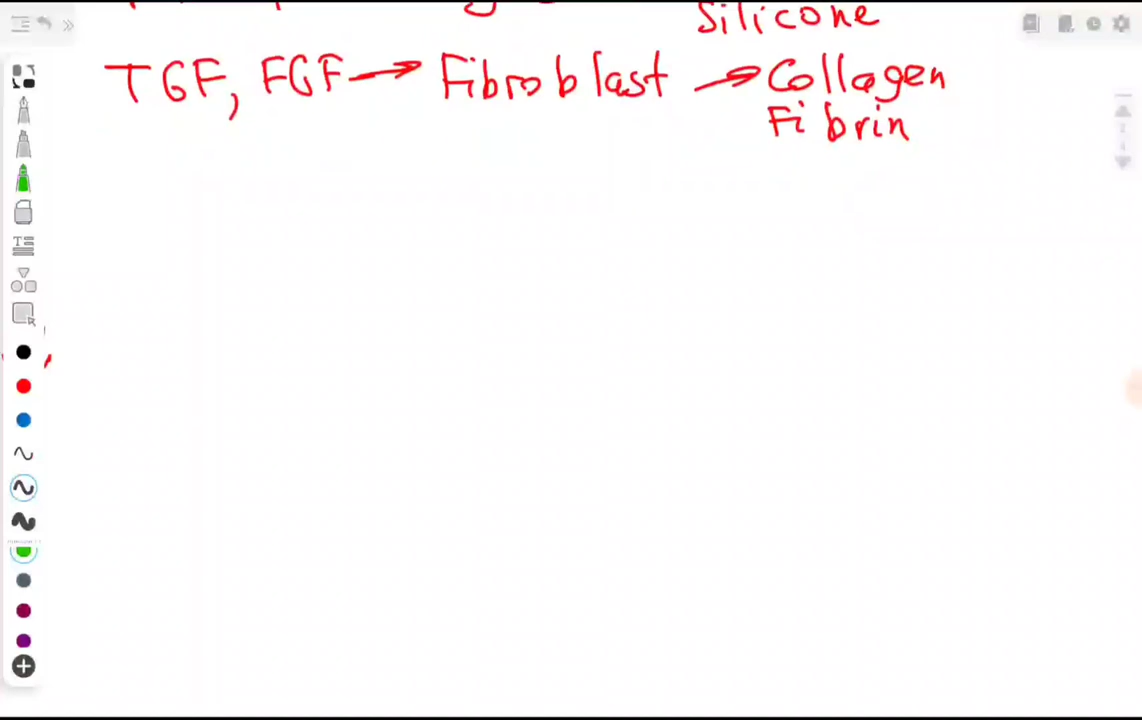 Silicone
TGF, FGF → Fibroblast → Collagen
Fibrin